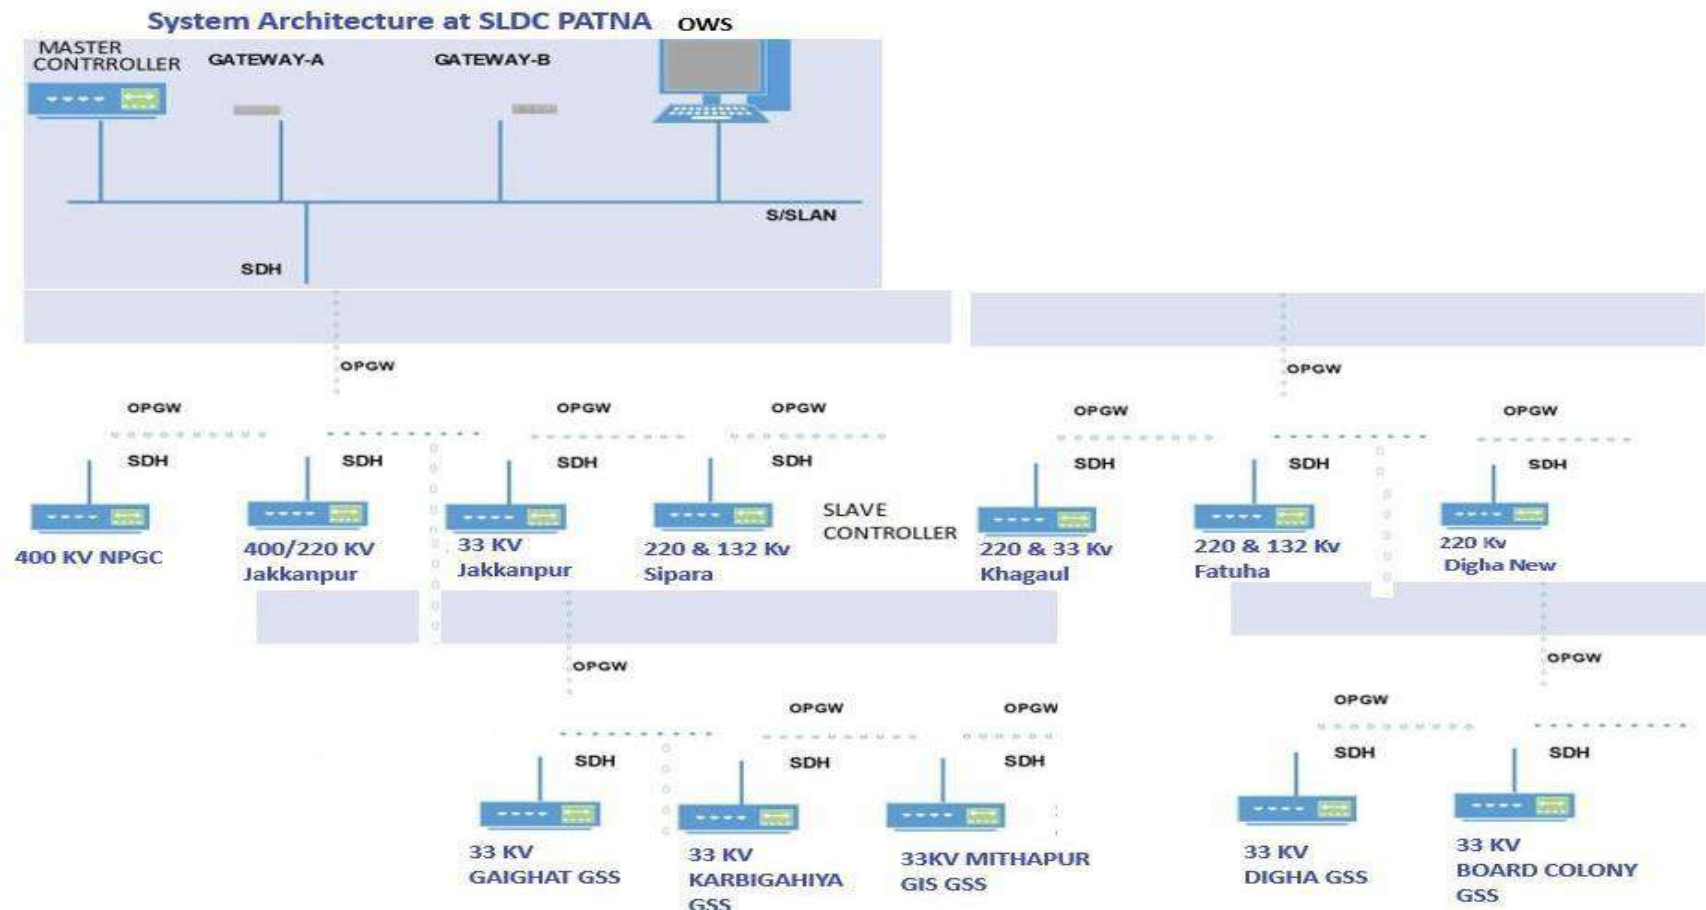 System Architecture at SLDC PATNA
OWS
MASTER
CONTRROLLER
GATEWAY-A
GATEWAY-B
S/SLAN
SDH
OPGW
OPGW
OPGW
OPGW
OPGW
OPGW
OPGW
SDH
SDH
SDH
SDH
SDH
SDH
SDH
SLAVE
CONTROLLER
400 KV NPGC
400/220 KV
Jakkanpur
33 KV
Jakkanpur
220 & 132 Kv
Sipara
220 & 33 Kv
Khagaul
220 & 132 Kv
Fatuha
220 Kv
Digha New
OPGW
OPGW
OPGW
OPGW
OPGW
SDH
SDH
SDH
SDH
SDH
33 KV
GAIGHAT GSS
33 KV
KARBIGAHIYA
GSS
33KV MITHAPUR
GIS GSS
33 KV
DIGHA GSS
33 KV
BOARD COLONY
GSS